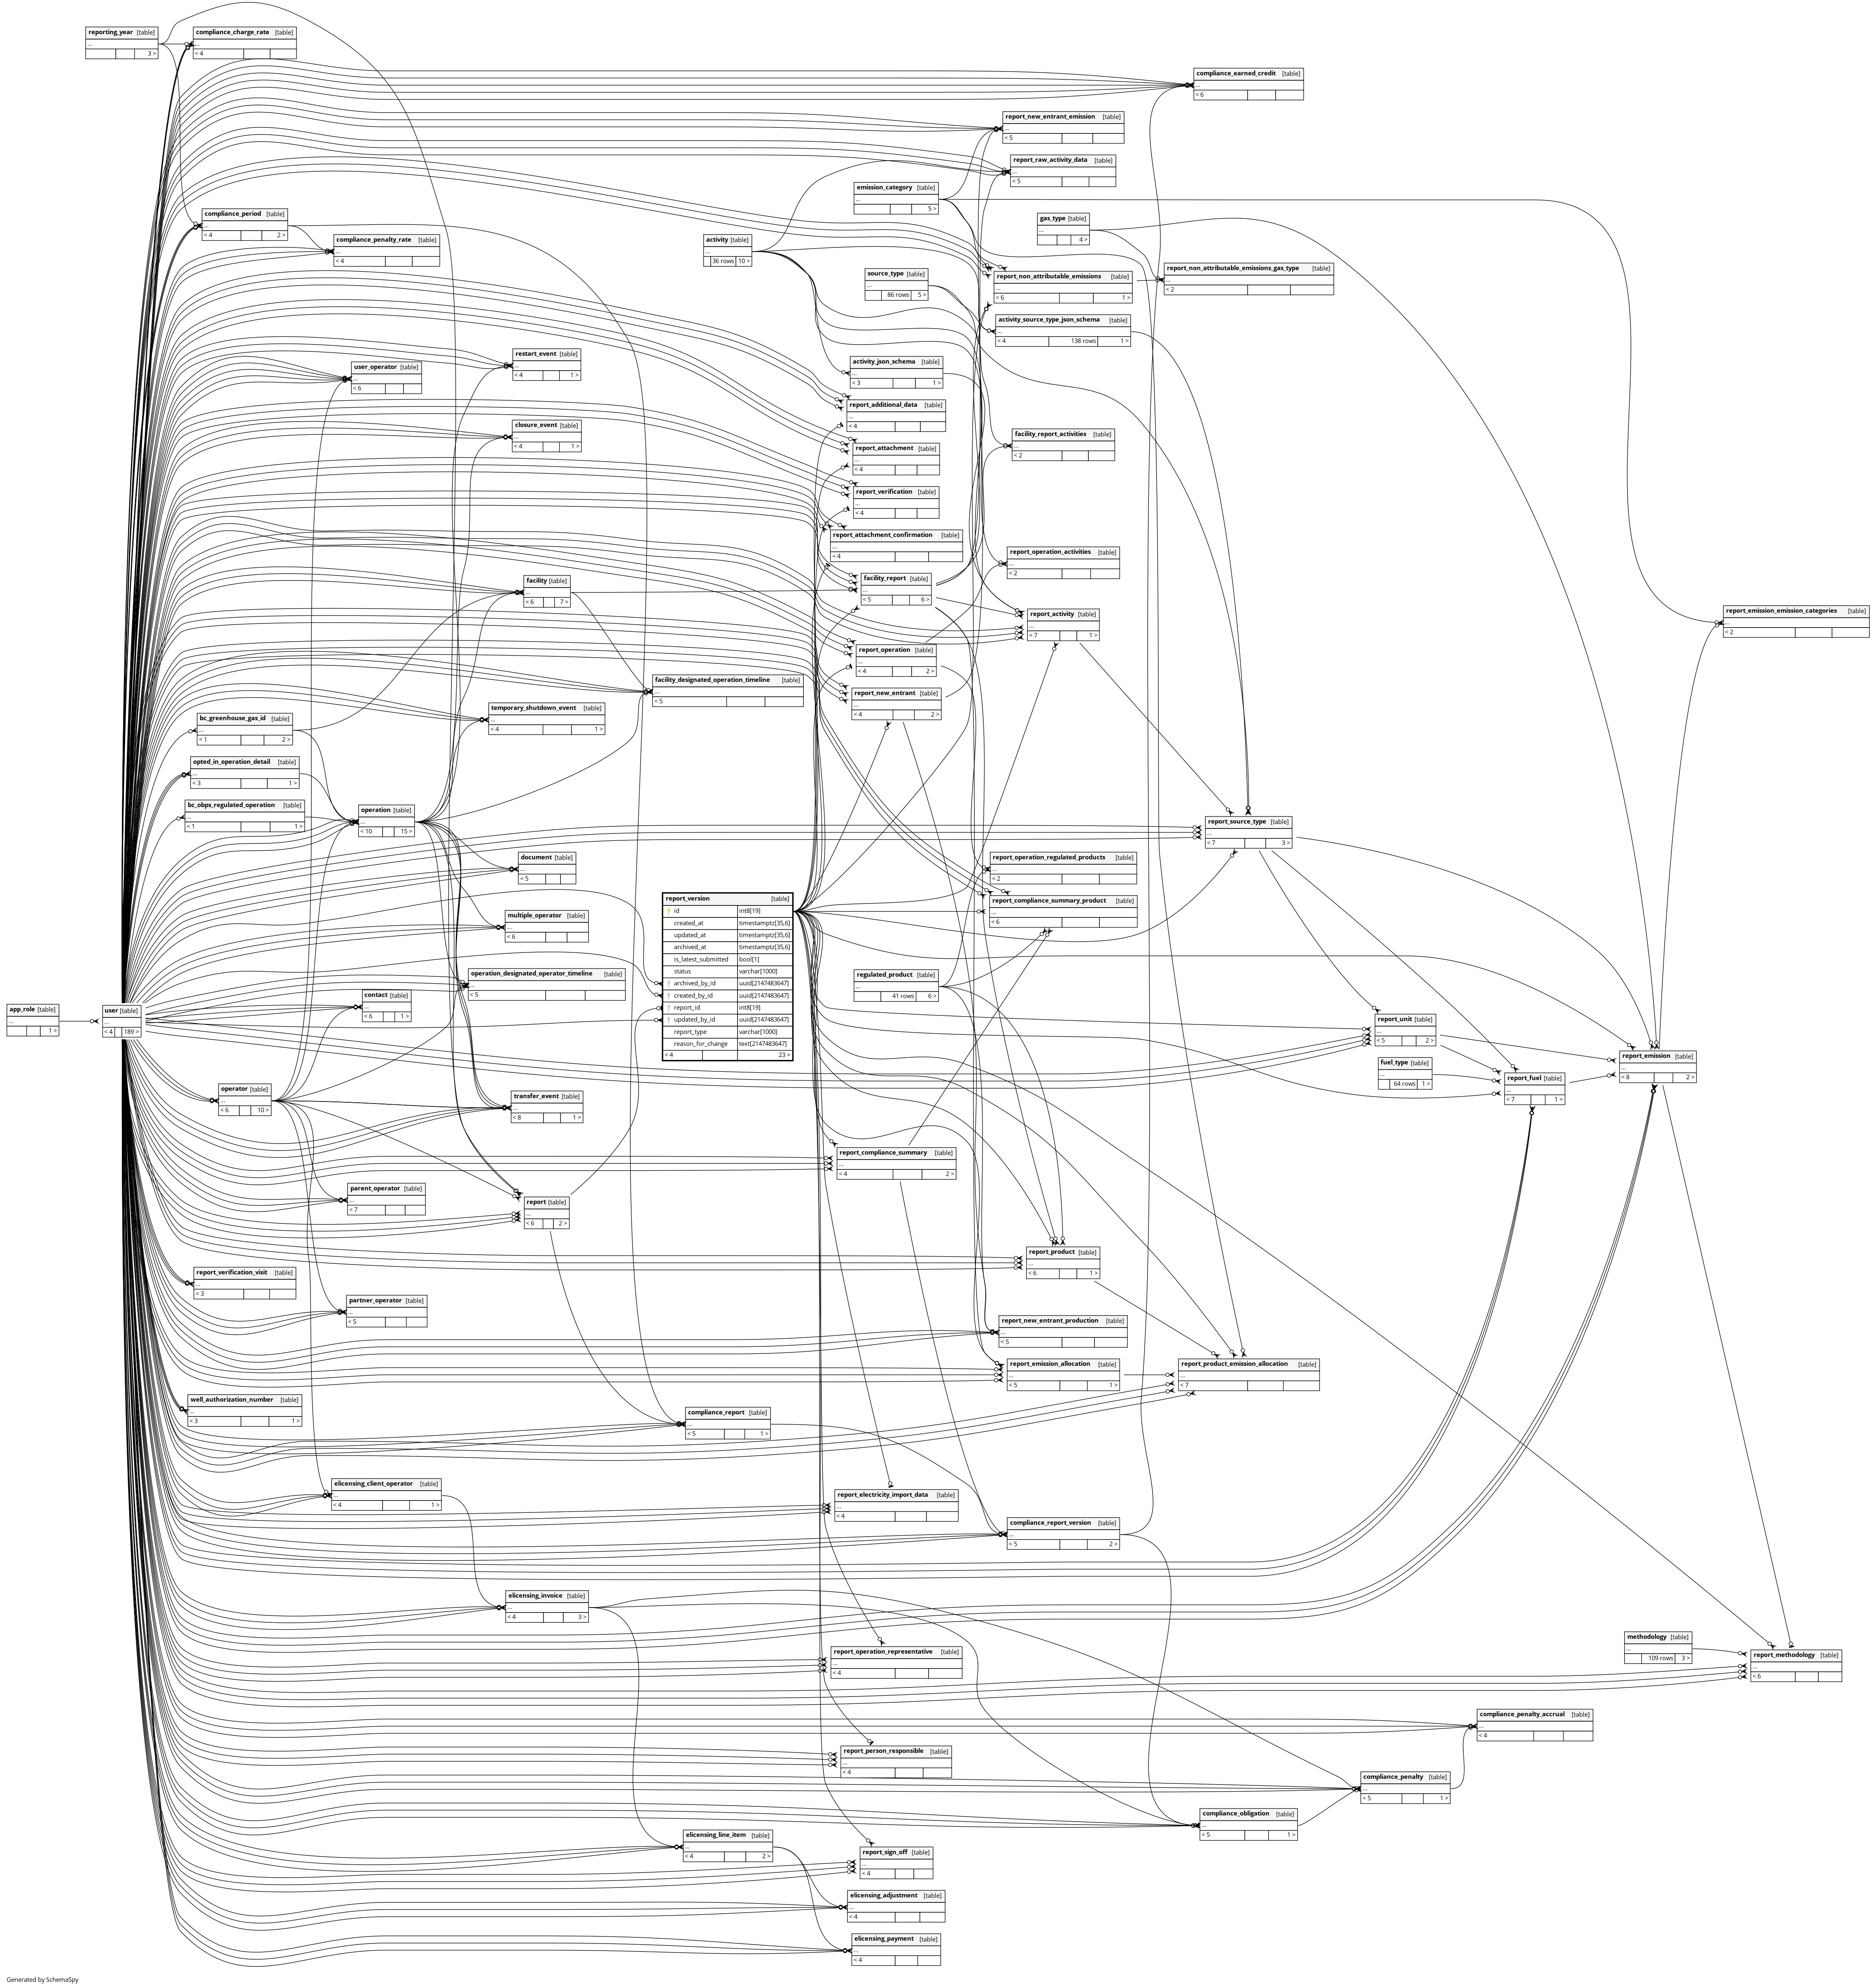 reporting_year [table]
...
3 >
compliance_charge_rate [table]
...
< 4
compliance_earned_credit [table]
...
< 6
report_new_entrant_emission [table]
...
< 5
report_raw_activity_data [table]
...
< 5
emission_category [table]
...
5 >
compliance_period [table]
...
< 4 2 >
gas_type [table]
...
4 >
compliance_penalty_rate [table]
...
< 4
activity [table]
...
36 rows 10 >
source_type [table]
...
86 rows 5 >
report_non_attributable_emissions [table]
...
< 6 1 >
report_non_attributable_emissions_gas_type [table]
...
< 2
activity_source_type_json_schema [table]
...
< 4 138 rows 1 >
restart_event [table]
...
< 4 1 >
user_operator [table]
...
< 6
activity_json_schema [table]
...
< 3 1 >
report_additional_data [table]
...
< 4
closure_event [table]
...
< 4 1 >
facility_report_activities [table]
...
< 2
report_attachment [table]
...
< 4
report_verification [table]
...
< 4
report_attachment_confirmation [table]
...
< 4
report_operation_activities [table]
...
< 2
facility [table]
...
< 6 7 >
facility_report [table]
...
< 5 6 >
report_activity [table]
...
< 7 1 >
report_emission_emission_categories [table]
...
< 2
report_operation [table]
...
< 4 2 >
facility_designated_operation_timeline [table]
...
< 5
report_new_entrant [table]
...
< 4 2 >
temporary_shutdown_event [table]
...
< 4 1 >
bc_greenhouse_gas_id [table]
...
< 1 2 >
opted_in_operation_detail [table]
...
< 3 1 >
bc_obps_regulated_operation [table]
...
< 1 1 >
operation [table]
...
< 10 15 >
report_source_type [table]
...
< 7 3 >
document [table]
...
< 5
report_operation_regulated_products [table]
...
< 2
report_version [table]
id int8[19]
created_at timestamptz[35,6]
updated_at timestamptz[35,6]
archived_at timestamptz[35,6]
is_latest_submitted bool[1]
status varchar[1000]
archived_by_id uuid[2147483647]
created_by_id uuid[2147483647]
report_id int8[19]
updated_by_id uuid[2147483647]
report_type varchar[1000]
reason_for_change text[2147483647]
< 4 23 >
report_compliance_summary_product [table]
...
< 6
multiple_operator [table]
...
< 6
operation_designated_operator_timeline [table]
...
< 5
regulated_product [table]
...
41 rows 6 >
contact [table]
...
< 6 1 >
app_role [table]
...
1 >
user [table]
...
< 4 189 >
report_unit [table]
...
< 5 2 >
report_emission [table]
...
< 8 2 >
fuel_type [table]
...
64 rows 1 >
report_fuel [table]
...
< 7 1 >
operator [table]
...
< 6 10 >
transfer_event [table]
...
< 8 1 >
report_compliance_summary [table]
...
< 4 2 >
parent_operator [table]
...
< 7
report [table]
...
< 6 2 >
report_product [table]
...
< 6 1 >
report_verification_visit [table]
...
< 3
partner_operator [table]
...
< 5
report_new_entrant_production [table]
...
< 5
report_emission_allocation [table]
...
< 5 1 >
report_product_emission_allocation [table]
...
< 7
well_authorization_number [table]
...
< 3 1 >
compliance_report [table]
...
< 5 1 >
elicensing_client_operator [table]
...
< 4 1 >
report_electricity_import_data [table]
...
< 4
compliance_report_version [table]
...
< 5 2 >
elicensing_invoice [table]
...
< 4 3 >
methodology [table]
...
109 rows 3 >
report_operation_representative [table]
...
< 4
report_methodology [table]
...
< 6
compliance_penalty_accrual [table]
...
< 4
report_person_responsible [table]
...
< 4
compliance_penalty [table]
...
< 5 1 >
compliance_obligation [table]
...
< 5 1 >
elicensing_line_item [table]
...
< 4 2 >
report_sign_off [table]
...
< 4
elicensing_adjustment [table]
...
< 4
elicensing_payment [table]
...
< 4
Generated by SchemaSpy